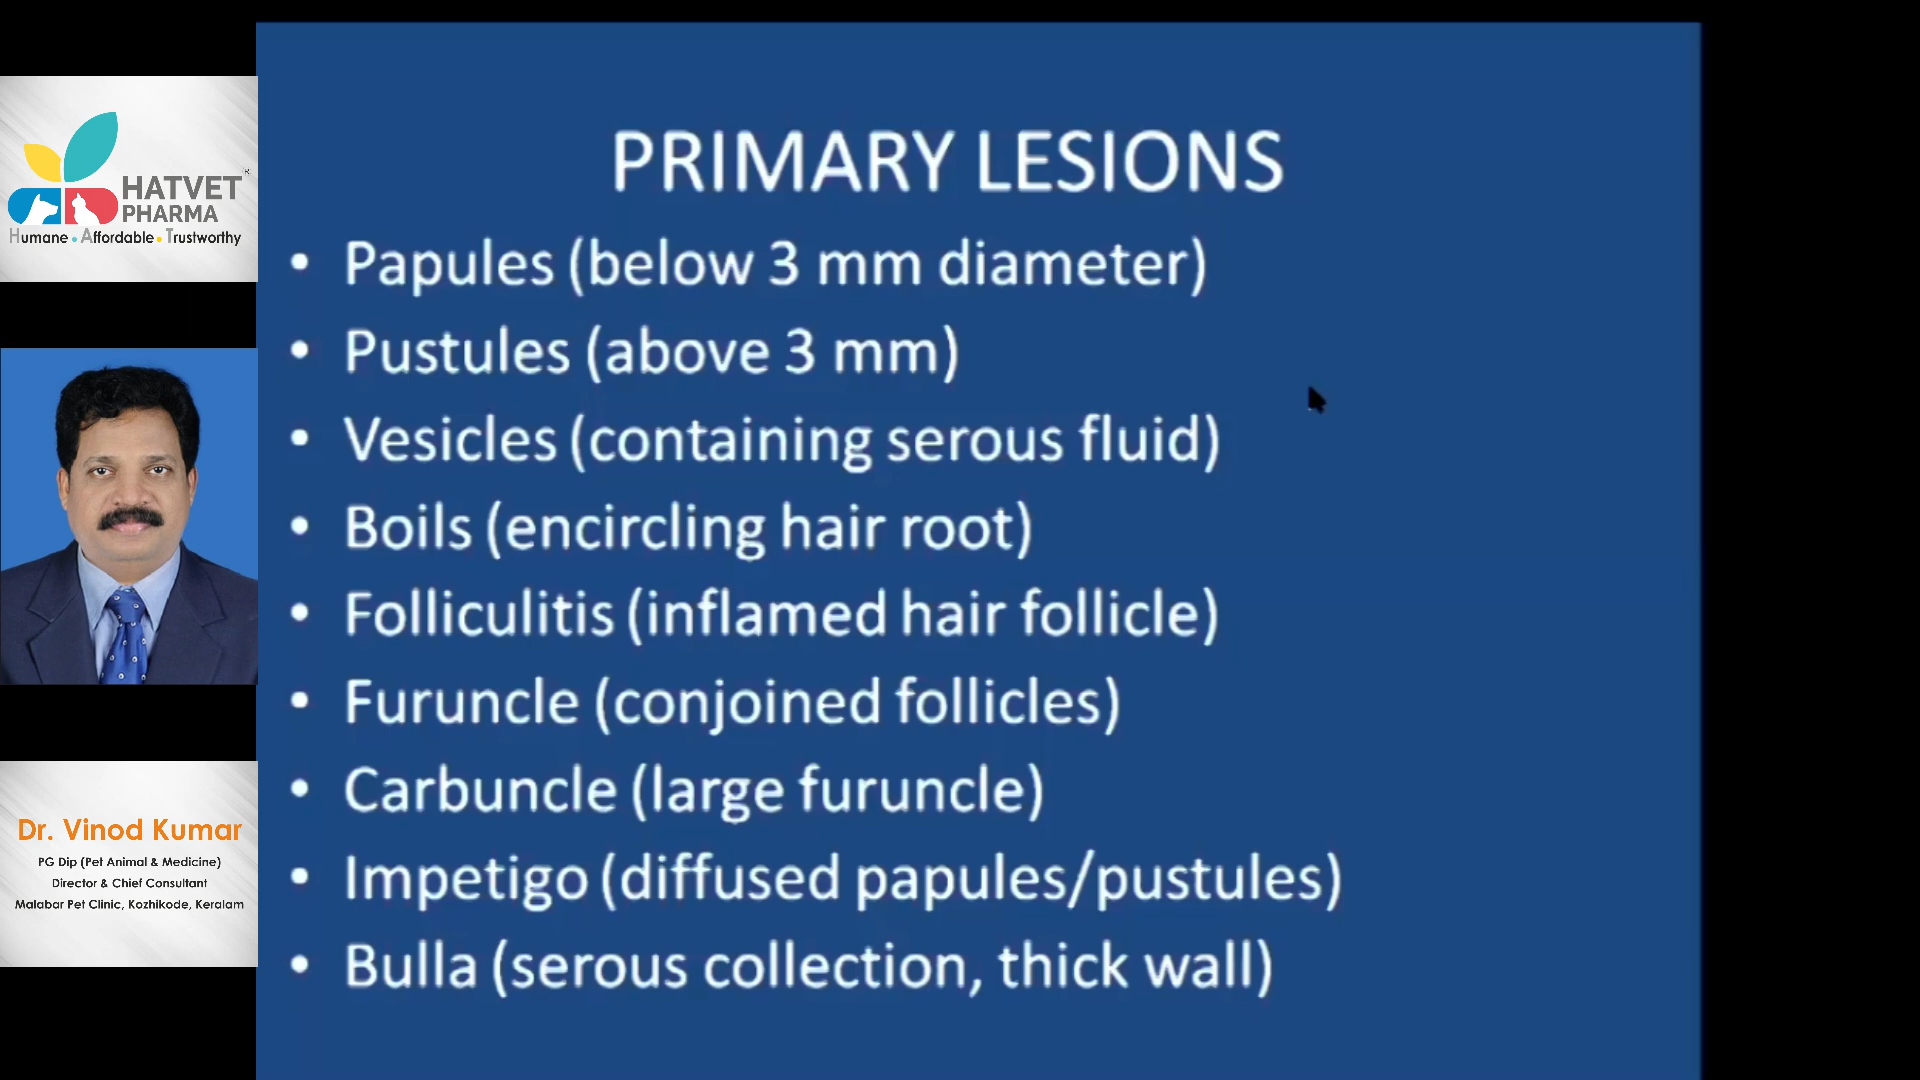 HATVET
PHARMA
Humane • Affordable • Trustworthy
Dr. Vinod Kumar
PG Dip (Pet Animal & Medicine)
Director & Chief Consultant
Malabar Pet Clinic, Kozhikode, Keralam
PRIMARY LESIONS
• Papules (below 3 mm diameter)
• Pustules (above 3 mm)
• Vesicles (containing serous fluid)
• Boils (encircling hair root)
• Folliculitis (inflamed hair follicle)
• Furuncle (conjoined follicles)
• Carbuncle (large furuncle)
• Impetigo (diffused papules/pustules)
• Bulla (serous collection, thick wall)